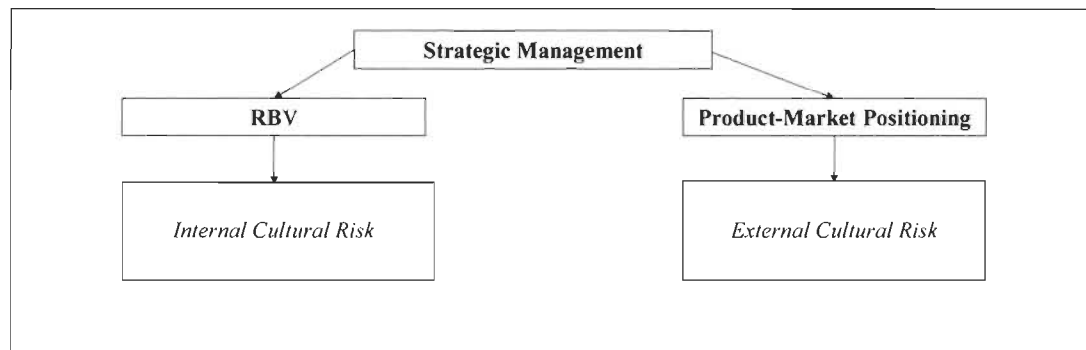 Strategic Management
RBV
Product-Market Positioning
Internal Cultural Risk
External Cultural Risk